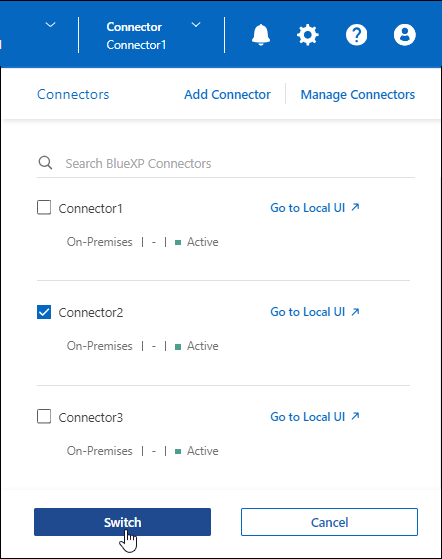 Connector
Connector1
Connectors Add Connector | Manage Connectors
Search BlueXP Connectors
Connector1 Go to Local UI
On-Premises | - | Active
Connector2 Go to Local UI
On-Premises | - | Active
Connector3 Go to Local UI
On-Premises | - | Active
Switch Cancel